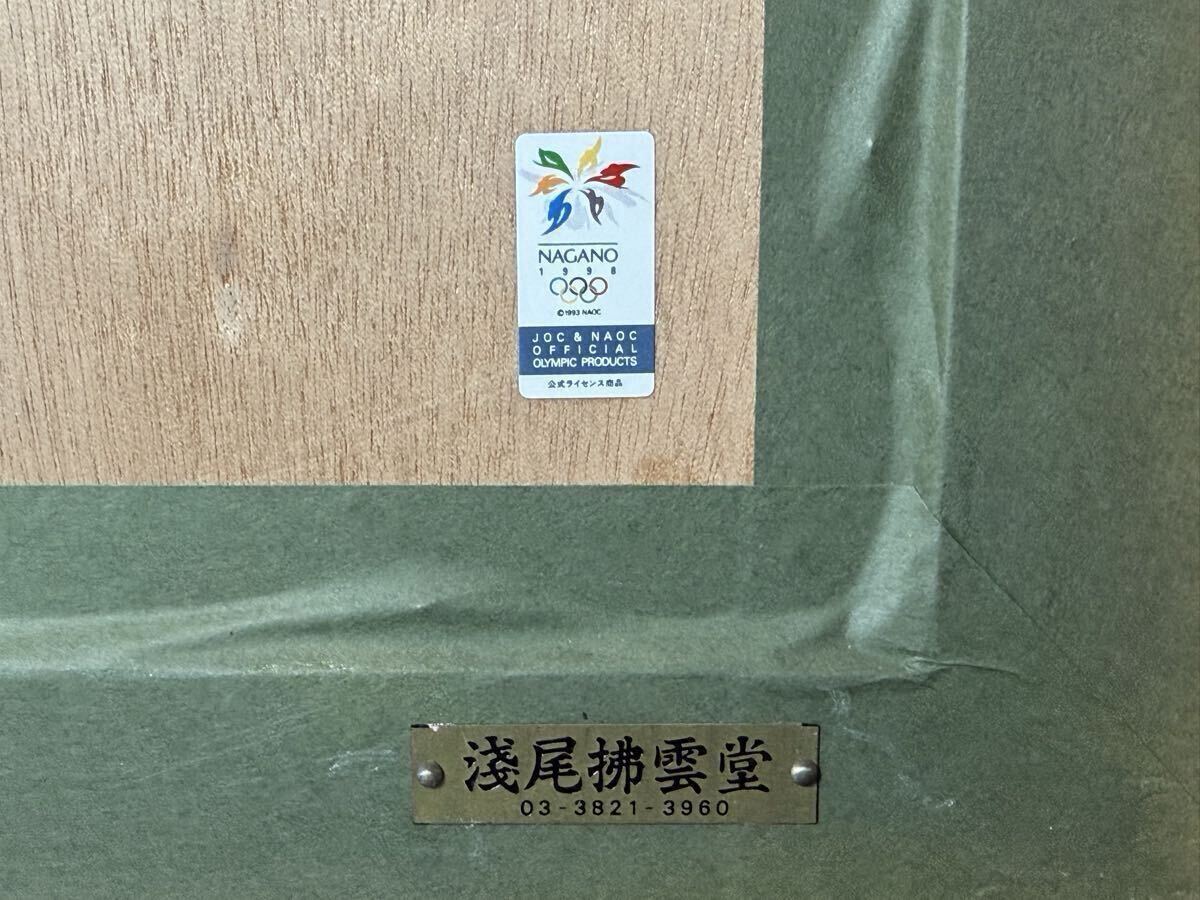 NAGANO
1998
©1993 NAOC
JOC & NAOC
OFFICIAL
OLYMPIC PRODUCTS
公式ライセンス商品
淺尾拂雲堂
03-3821-3960